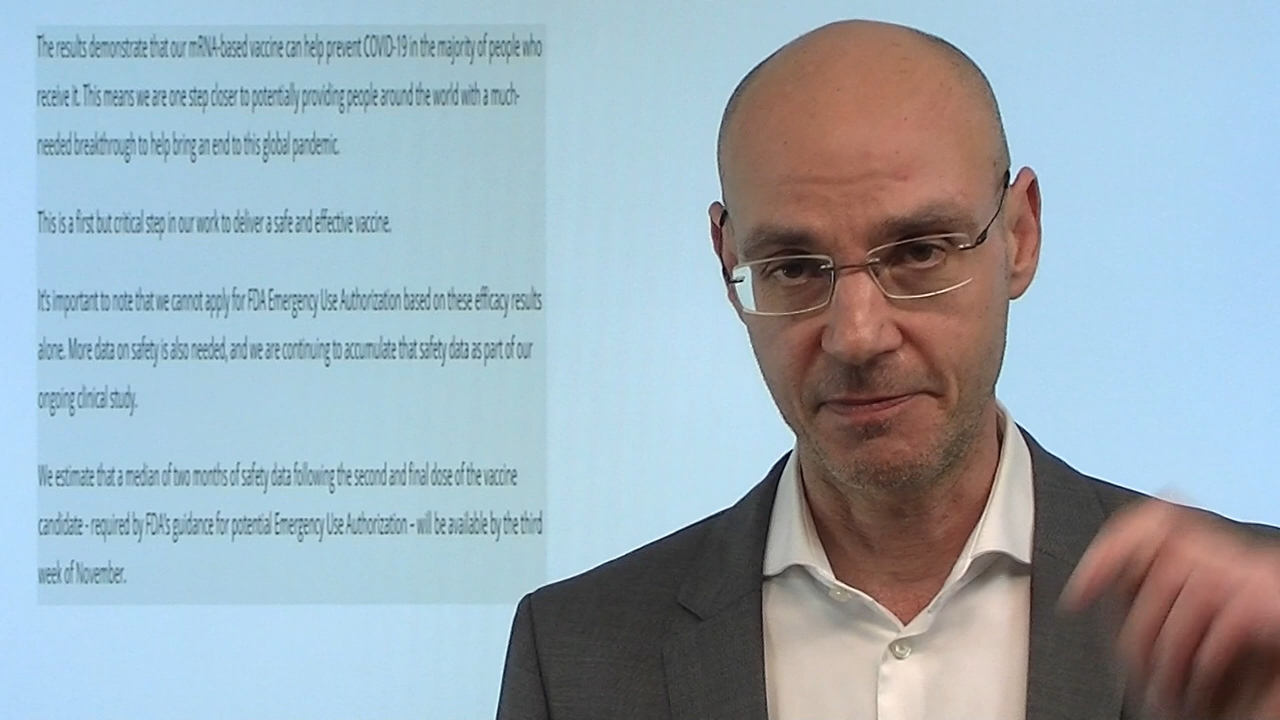 The results demonstrate that our mRNA-based vaccine can help prevent COVID-19 in the majority of people who
receive it. This means we are one step closer to potentially providing people around the world with a much-
needed breakthrough to help bring an end to this global pandemic.
This is a first but critical step in our work to deliver a safe and effective vaccine.
It's important to note that we cannot apply for FDA Emergency Use Authorization based on these efficacy results
alone. More data on safety is also needed, and we are continuing to accumulate that safety data as part of our
ongoing clinical study.
We estimate that a median of two months of safety data following the second and final dose of the vaccine
candidate - required by FDA's guidance for potential Emergency Use Authorization - will be available by the third
week of November.